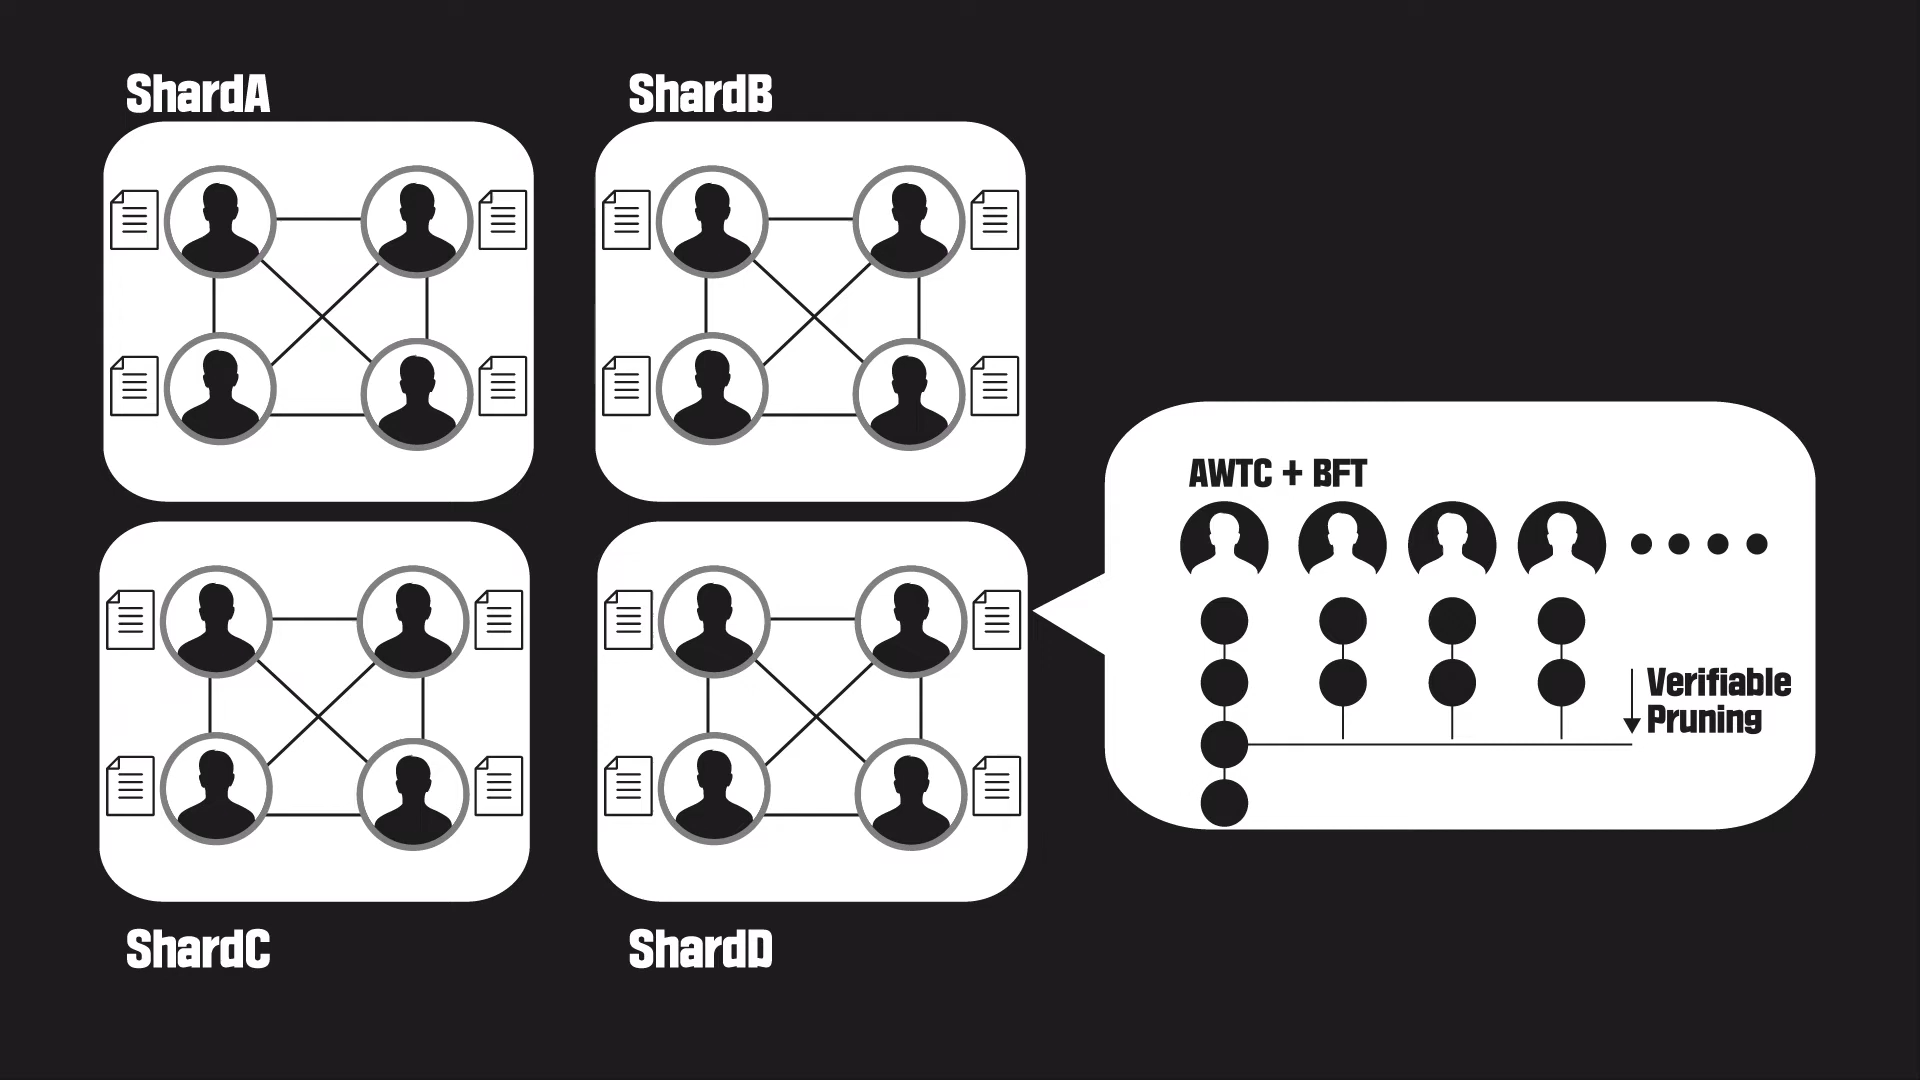 ShardA
ShardB
AWTC + BFT
Verifiable
Pruning
ShardC
ShardD